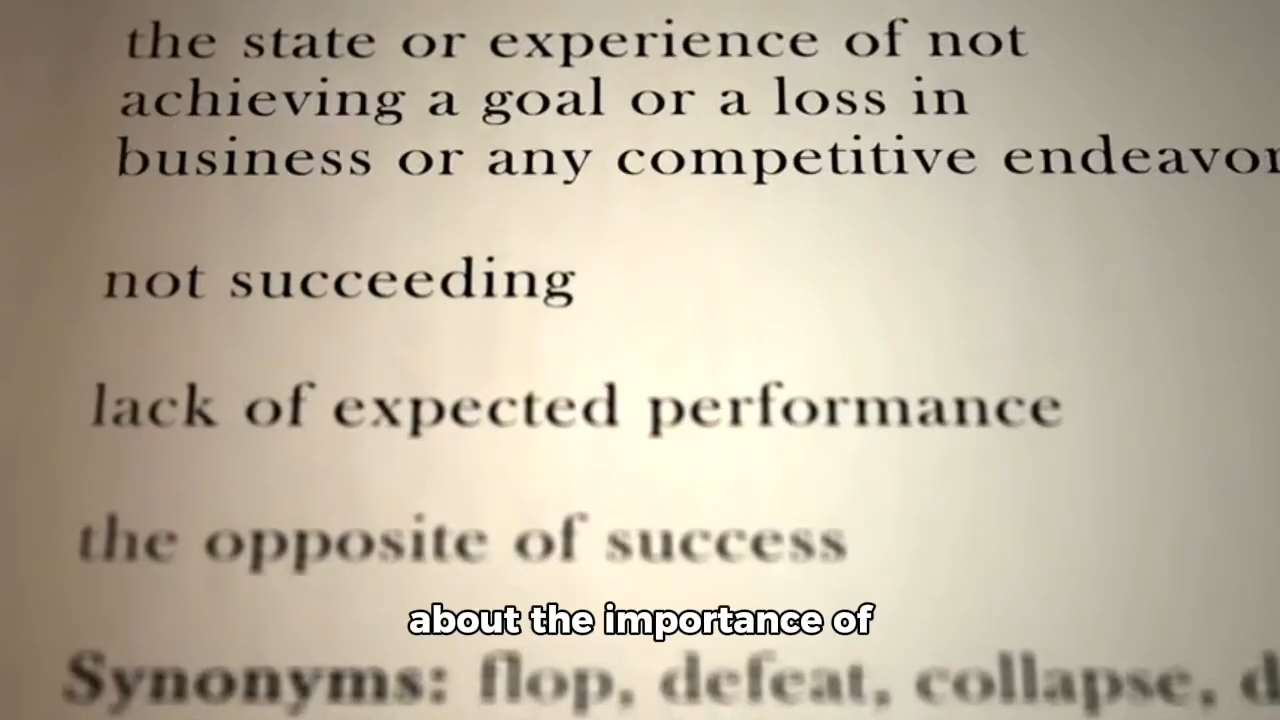 the state or experience of not
achieving a goal or a loss in
business or any competitive endeavor
not succeeding
lack of expected performance
the opposite of success
about the importance of
Synonyms: flop, defeat, collapse,